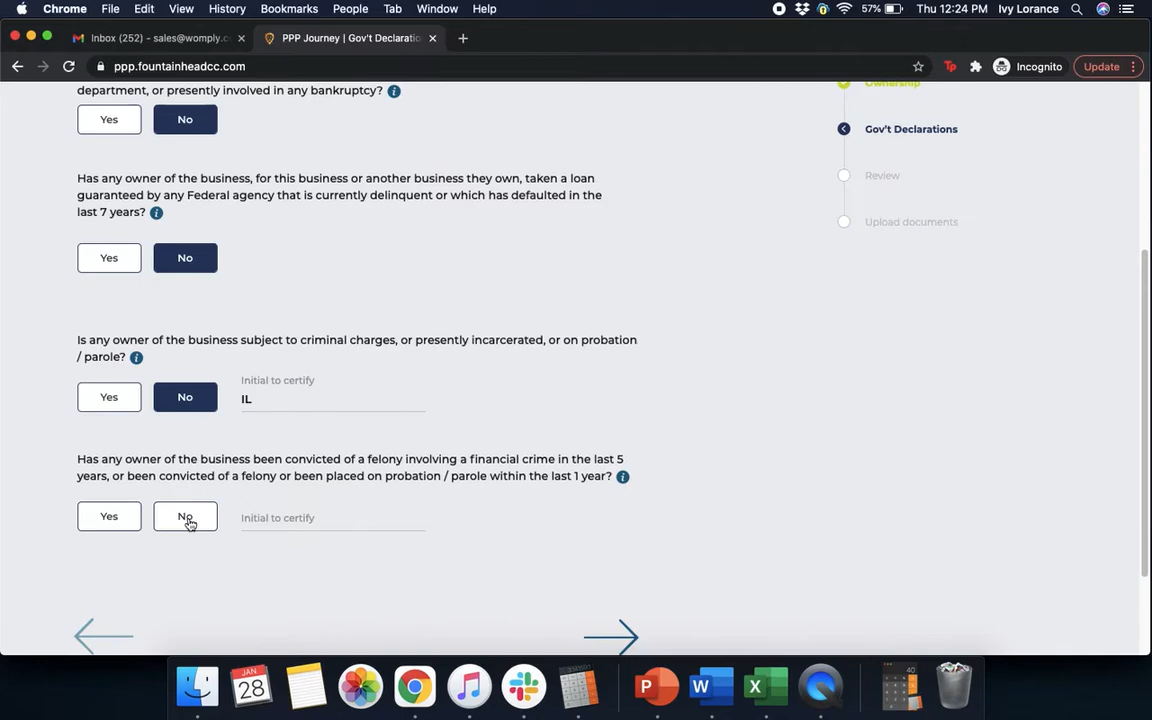 Chrome File Edit View History Bookmarks People Tab Window Help 57% Thu 12:24 PM Ivy Lorance
Inbox (252) - sales@womply.c PPP Journey | Gov't Declaratio
ppp.fountainheadcc.com Incognito Update
department, or presently involved in any bankruptcy? i
Ownership
Yes No
Gov't Declarations
Has any owner of the business, for this business or another business they own, taken a loan
Review
guaranteed by any Federal agency that is currently delinquent or which has defaulted in the
last 7 years? i
Upload documents
Yes No
Is any owner of the business subject to criminal charges, or presently incarcerated, or on probation
/ parole? i
Initial to certify
Yes No IL
Has any owner of the business been convicted of a felony involving a financial crime in the last 5
years, or been convicted of a felony or been placed on probation / parole within the last 1 year? i
Yes No Initial to certify
JAN
28
P W X
40